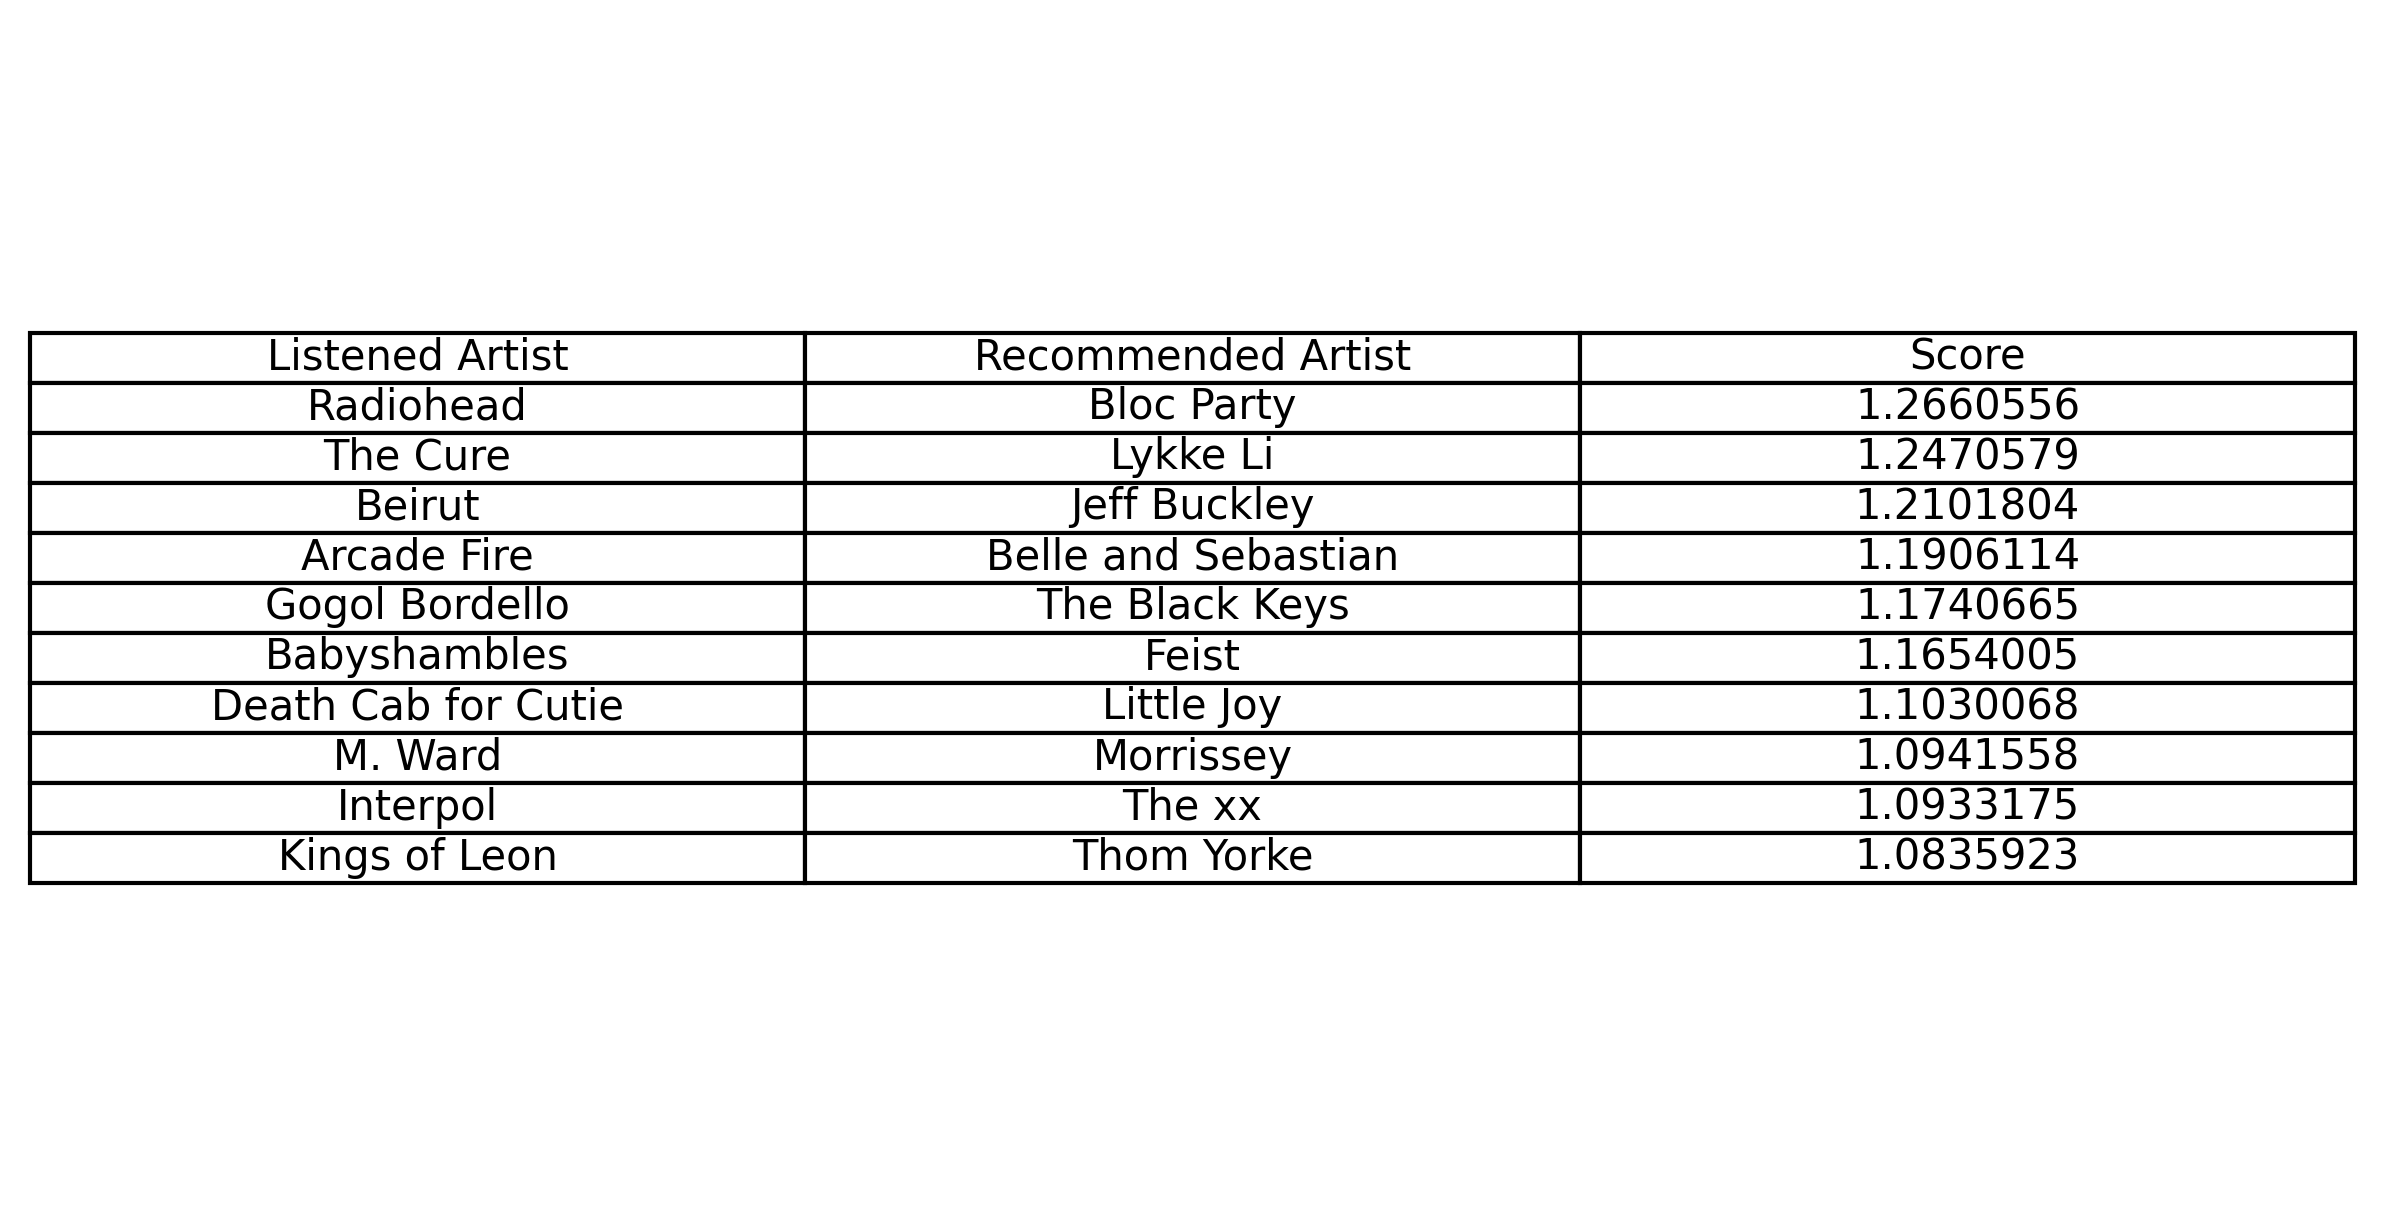 Listened Artist Recommended Artist Score
Radiohead Bloc Party 1.2660556
The Cure Lykke Li 1.2470579
Beirut Jeff Buckley 1.2101804
Arcade Fire Belle and Sebastian 1.1906114
Gogol Bordello The Black Keys 1.1740665
Babyshambles Feist 1.1654005
Death Cab for Cutie Little Joy 1.1030068
M. Ward Morrissey 1.0941558
Interpol The xx 1.0933175
Kings of Leon Thom Yorke 1.0835923